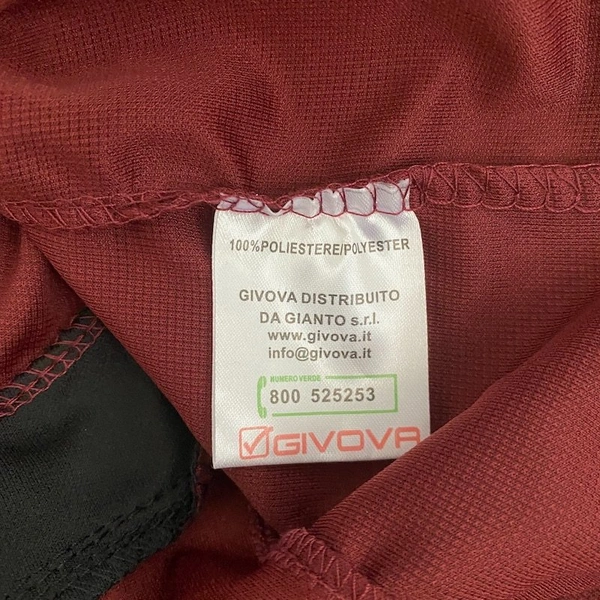 100%POLIESTERE/POLYESTER
GIVOVA DISTRIBUITO
DA GIANTO s.r.l.
www.givova.it
info@givova.it
NUMERO VERDE
800 525253
GIVOVA